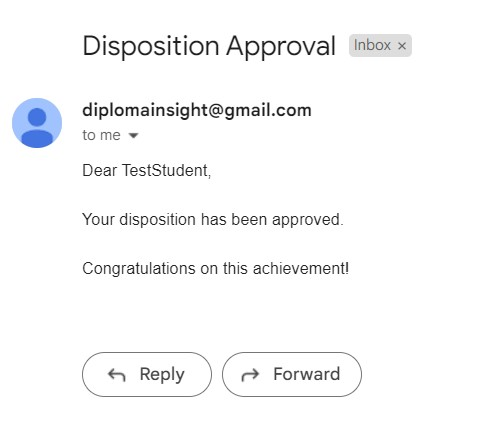 Disposition Approval Inbox ×
diplomainsight@gmail.com
to me
Dear TestStudent,
Your disposition has been approved.
Congratulations on this achievement!
Reply Forward